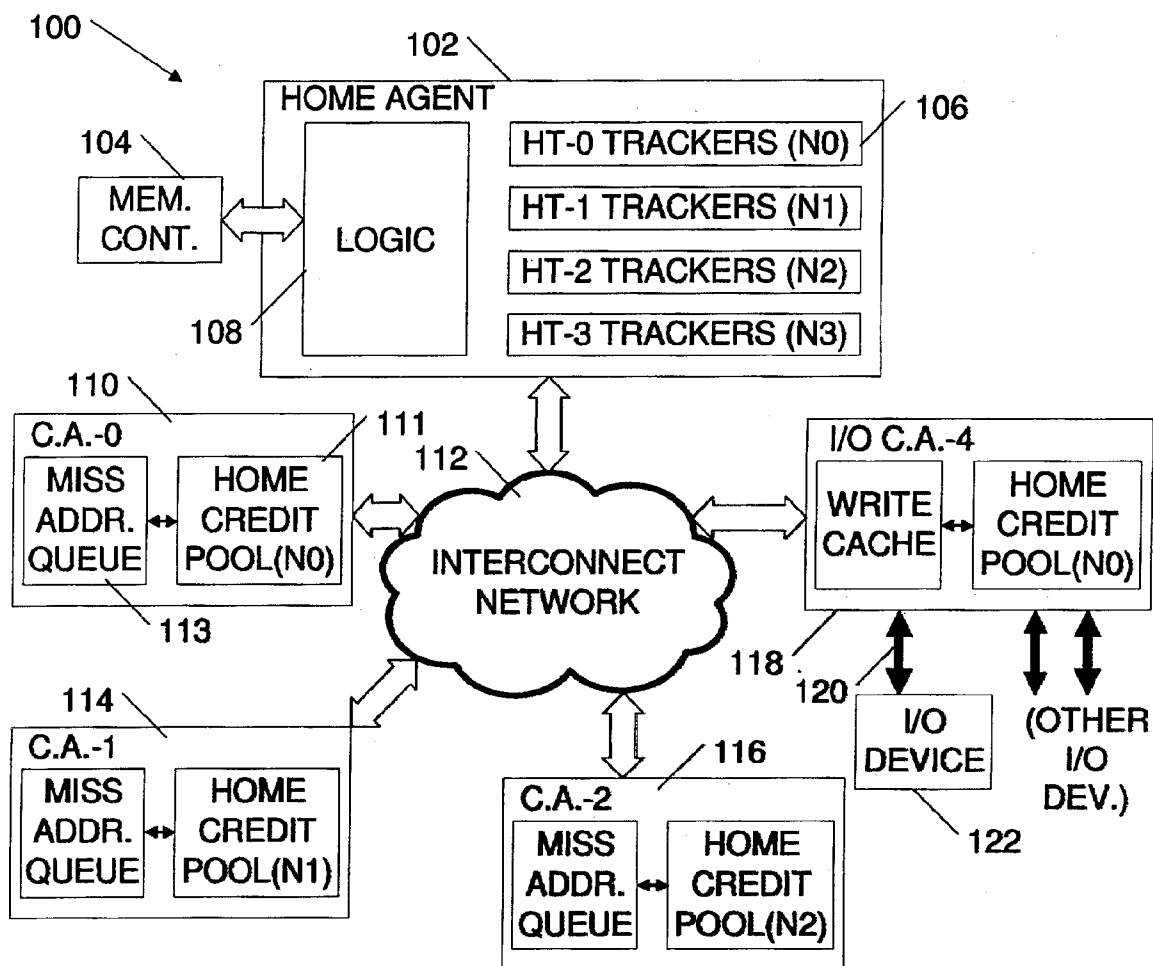 100
102
HOME AGENT
106
104
HT-0 TRACKERS (N0)
MEM.
CONT.
LOGIC
HT-1 TRACKERS (N1)
HT-2 TRACKERS (N2)
108
HT-3 TRACKERS (N3)
110
C.A.-0
111
MISS
ADDR.
QUEUE
HOME
CREDIT
POOL(N0)
113
112
INTERCONNECT
NETWORK
I/O C.A.-4
WRITE
CACHE
HOME
CREDIT
POOL(N0)
118
120
I/O
DEVICE
122
(OTHER
I/O
DEV.)
114
C.A.-1
MISS
ADDR.
QUEUE
HOME
CREDIT
POOL(N1)
116
C.A.-2
MISS
ADDR.
QUEUE
HOME
CREDIT
POOL(N2)